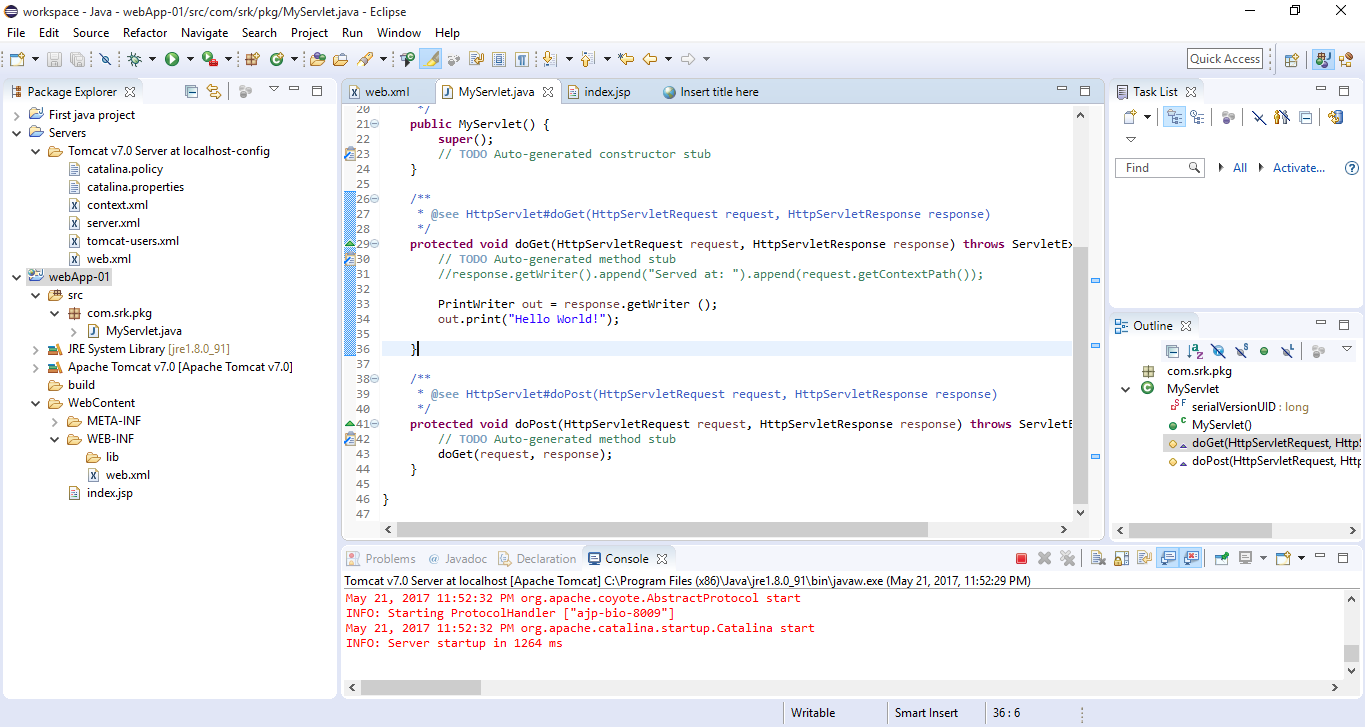 workspace - Java - webApp-01/src/com/srk/pkg/MyServlet.java - Eclipse
File Edit Source Refactor Navigate Search Project Run Window Help
Quick Access
Package Explorer
First java project
Servers
Tomcat v7.0 Server at localhost-config
catalina.policy
catalina.properties
context.xml
server.xml
tomcat-users.xml
web.xml
webApp-01
src
com.srk.pkg
MyServlet.java
JRE System Library [jre1.8.0_91]
Apache Tomcat v7.0 [Apache Tomcat v7.0]
build
WebContent
META-INF
WEB-INF
lib
web.xml
index.jsp
web.xml MyServlet.java index.jsp Insert title here
20 */
21 public MyServlet() {
22 super();
23 // TODO Auto-generated constructor stub
24 }
25
26 /**
27 * @see HttpServlet#doGet(HttpServletRequest request, HttpServletResponse response)
28 */
29 protected void doGet(HttpServletRequest request, HttpServletResponse response) throws ServletEx
30 // TODO Auto-generated method stub
31 //response.getWriter().append("Served at: ").append(request.getContextPath());
32
33 PrintWriter out = response.getWriter ();
34 out.print("Hello World!");
35
36 }
37
38 /**
39 * @see HttpServlet#doPost(HttpServletRequest request, HttpServletResponse response)
40 */
41 protected void doPost(HttpServletRequest request, HttpServletResponse response) throws ServletE
42 // TODO Auto-generated method stub
43 doGet(request, response);
44 }
45
46 }
47
Task List
Find All Activate...
Outline
com.srk.pkg
MyServlet
serialVersionUID : long
MyServlet()
doGet(HttpServletRequest, HttpS
doPost(HttpServletRequest, Http
Problems @ Javadoc Declaration Console
Tomcat v7.0 Server at localhost [Apache Tomcat] C:\Program Files (x86)\Java\jre1.8.0_91\bin\javaw.exe (May 21, 2017, 11:52:29 PM)
May 21, 2017 11:52:32 PM org.apache.coyote.AbstractProtocol start
INFO: Starting ProtocolHandler ["ajp-bio-8009"]
May 21, 2017 11:52:32 PM org.apache.catalina.startup.Catalina start
INFO: Server startup in 1264 ms
Writable Smart Insert 36 : 6